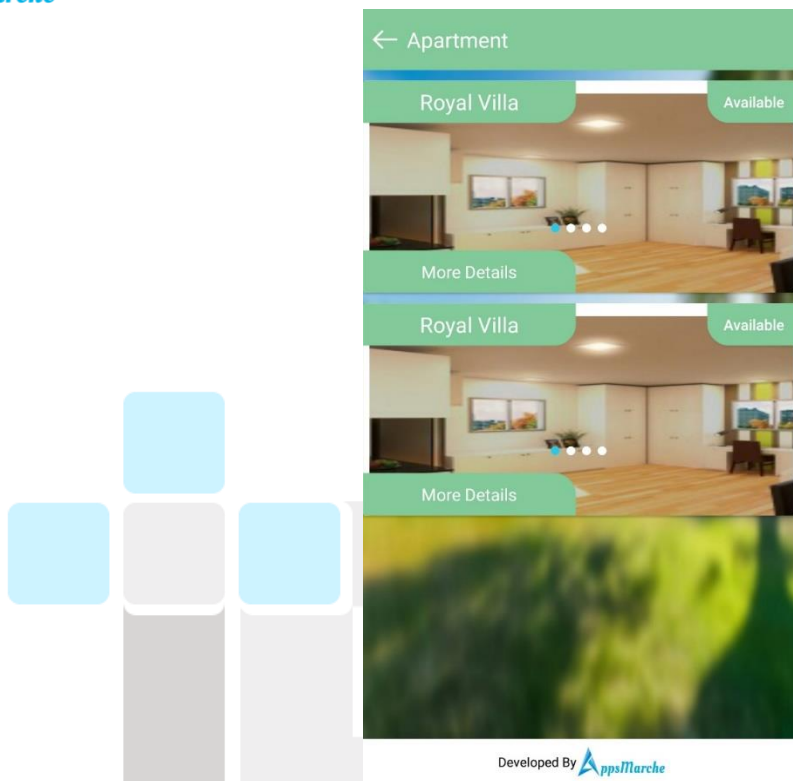 Apartment
Royal Villa
Available
More Details
Royal Villa
Available
More Details
Developed By AppsMarche